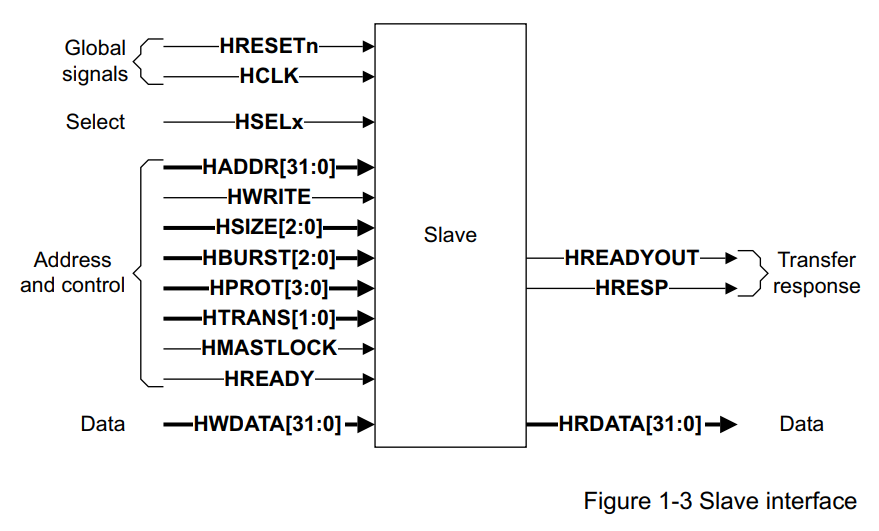 Global
signals
HRESETn
HCLK
Select
HSELx
Address
and control
HADDR[31:0]
HWRITE
HSIZE[2:0]
HBURST[2:0]
HPROT[3:0]
HTRANS[1:0]
HMASTLOCK
HREADY
Data
HWDATA[31:0]
Slave
HREADYOUT
HRESP
Transfer
response
HRDATA[31:0]
Data
Figure 1-3 Slave interface